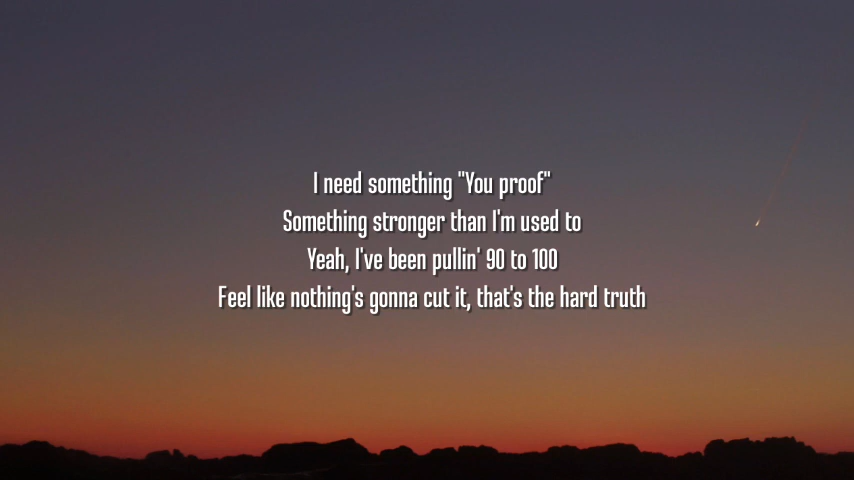 I need something "You proof"
Something stronger than I'm used to
Yeah, I've been pullin' 90 to 100
Feel like nothing's gonna cut it, that's the hard truth